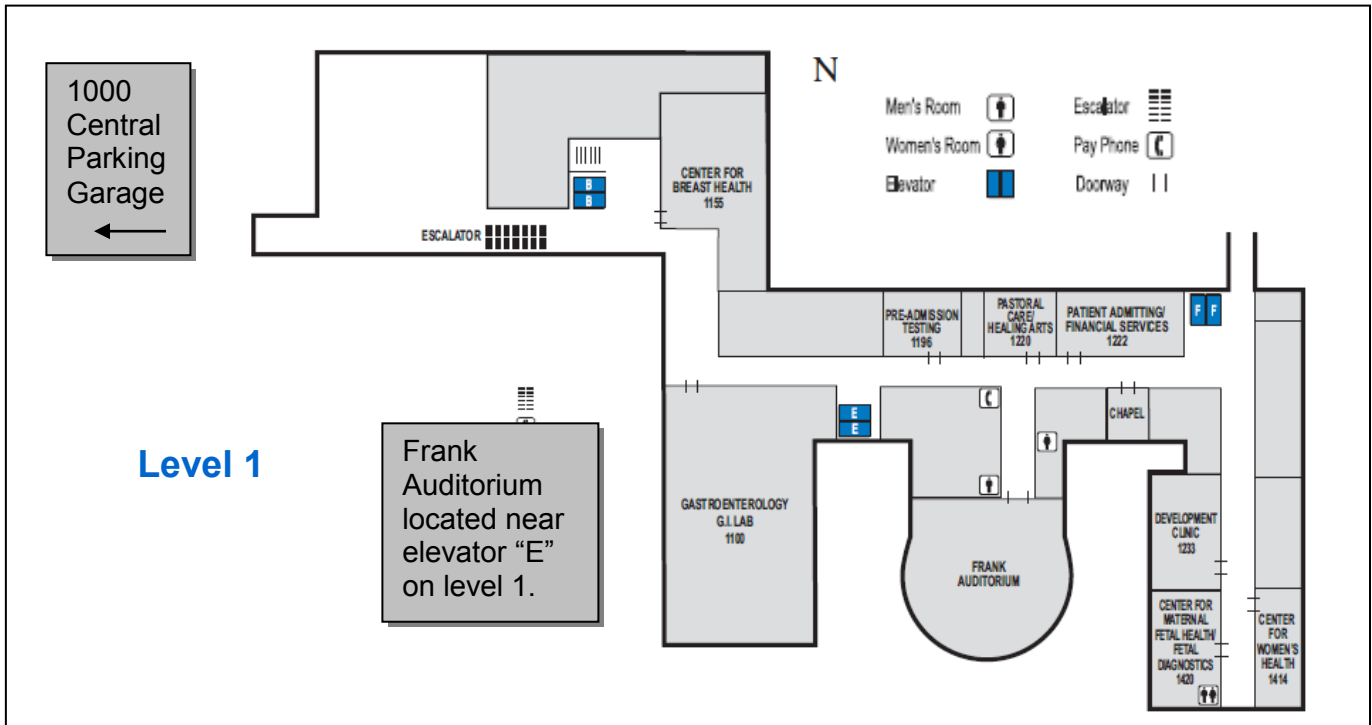 1000
Central
Parking
Garage
N
Men's Room
Escalator
Women's Room
Pay Phone
Elevator
Doorway
B
B
CENTER FOR
BREAST HEALTH
1155
ESCALATOR
PRE-ADMISSION
TESTING
1196
PASTORAL
CARE/
HEALING ARTS
1220
PATIENT ADMITTING/
FINANCIAL SERVICES
1222
F F
E
E
CHAPEL
Level 1
Frank
Auditorium
located near
elevator “E”
on level 1.
GASTROENTEROLOGY
G.I. LAB
1100
FRANK
AUDITORIUM
DEVELOPMENT
CLINIC
1233
CENTER FOR
MATERNAL
FETAL HEALTH/
FETAL
DIAGNOSTICS
1420
CENTER
FOR
WOMEN'S
HEALTH
1414